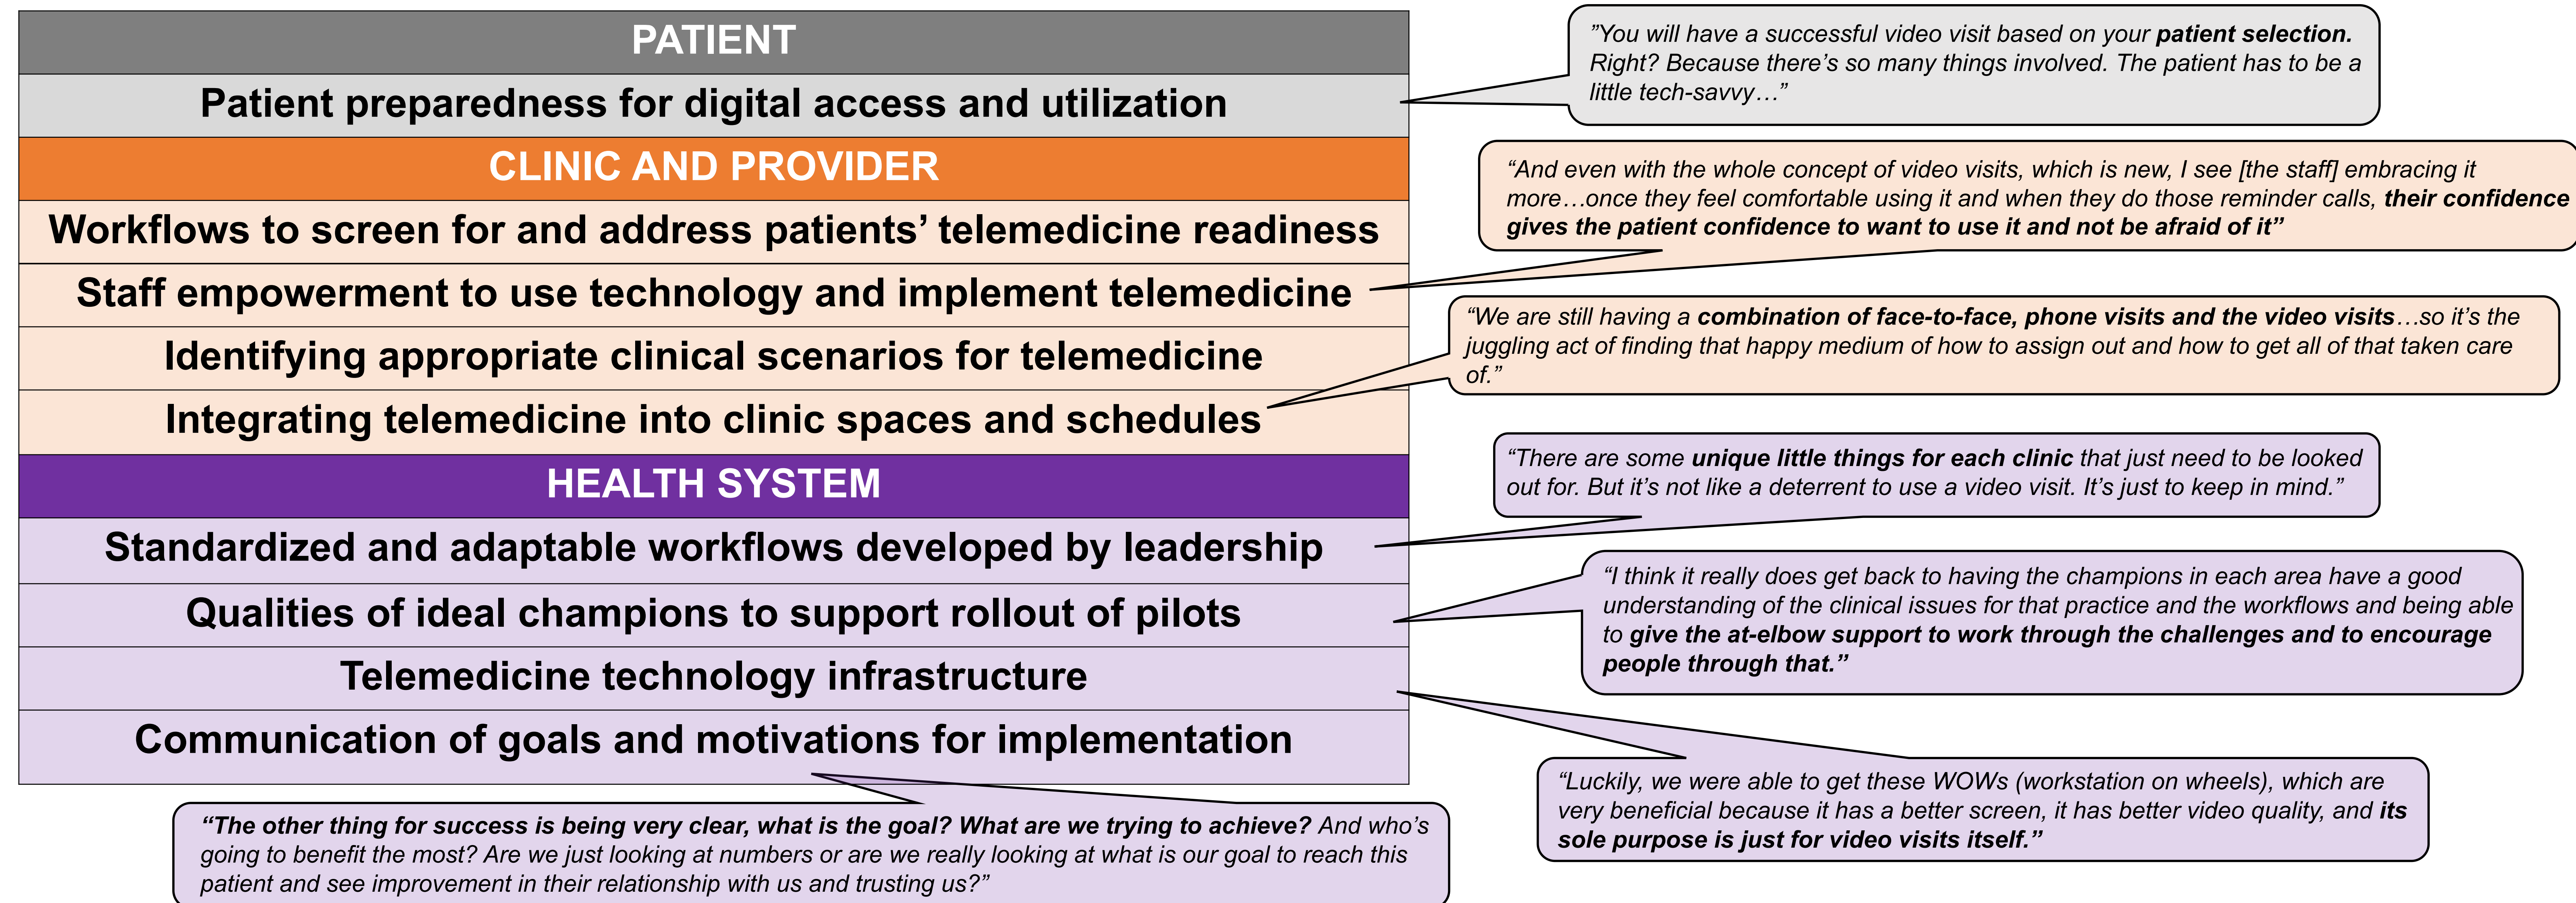 PATIENT
Patient preparedness for digital access and utilization
CLINIC AND PROVIDER
Workflows to screen for and address patients’ telemedicine readiness
Staff empowerment to use technology and implement telemedicine
Identifying appropriate clinical scenarios for telemedicine
Integrating telemedicine into clinic spaces and schedules
HEALTH SYSTEM
Standardized and adaptable workflows developed by leadership
Qualities of ideal champions to support rollout of pilots
Telemedicine technology infrastructure
Communication of goals and motivations for implementation
”You will have a successful video visit based on your patient selection.
Right? Because there’s so many things involved. The patient has to be a
little tech-savvy…”
“And even with the whole concept of video visits, which is new, I see [the staff] embracing it
more…once they feel comfortable using it and when they do those reminder calls, their confidence
gives the patient confidence to want to use it and not be afraid of it”
“We are still having a combination of face-to-face, phone visits and the video visits…so it’s the
juggling act of finding that happy medium of how to assign out and how to get all of that taken care
of.”
“There are some unique little things for each clinic that just need to be looked
out for. But it’s not like a deterrent to use a video visit. It’s just to keep in mind.”
“I think it really does get back to having the champions in each area have a good
understanding of the clinical issues for that practice and the workflows and being able
to give the at-elbow support to work through the challenges and to encourage
people through that.”
“Luckily, we were able to get these WOWs (workstation on wheels), which are
very beneficial because it has a better screen, it has better video quality, and its
sole purpose is just for video visits itself.”
“The other thing for success is being very clear, what is the goal? What are we trying to achieve? And who’s
going to benefit the most? Are we just looking at numbers or are we really looking at what is our goal to reach this
patient and see improvement in their relationship with us and trusting us?”